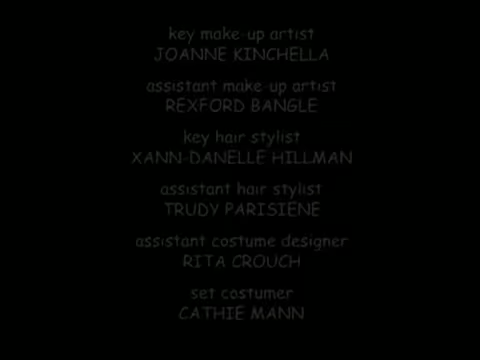 key make-up artist
JOANNE KINCHELLA
assistant make-up artist
REXFORD BANGLE
key hair stylist
XANN-DANELLE HILLMAN
assistant hair stylist
TRUDY PARISIENE
assistant costume designer
RITA CROUCH
set costumer
CATHIE MANN